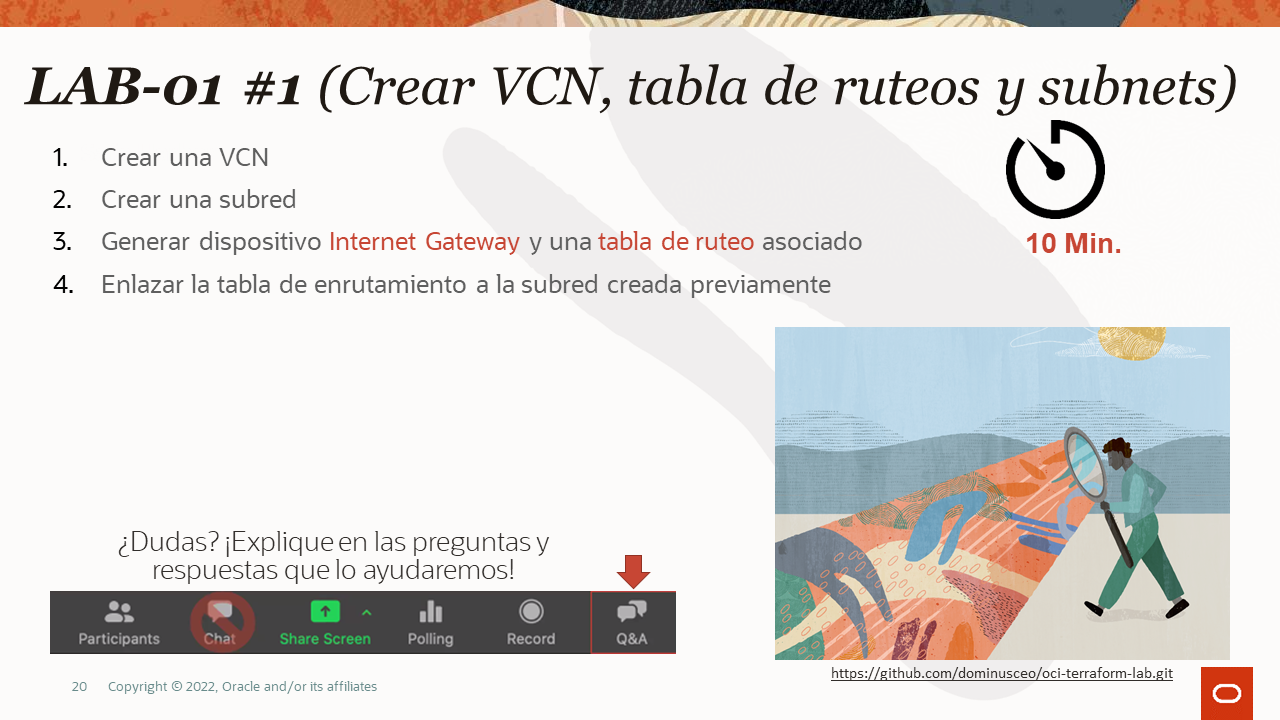 LAB-01 #1 (Crear VCN, tabla de ruteos y subnets)
1. Crear una VCN
2. Crear una subred
3. Generar dispositivo Internet Gateway y una tabla de ruteo asociado
4. Enlazar la tabla de enrutamiento a la subred creada previamente
10 Min.
¿Dudas? ¡Explique en las preguntas y
respuestas que lo ayudaremos!
Participants Chat Share Screen Polling Record Q&A
https://github.com/dominusceo/oci-terraform-lab.git
20 Copyright © 2022, Oracle and/or its affiliates